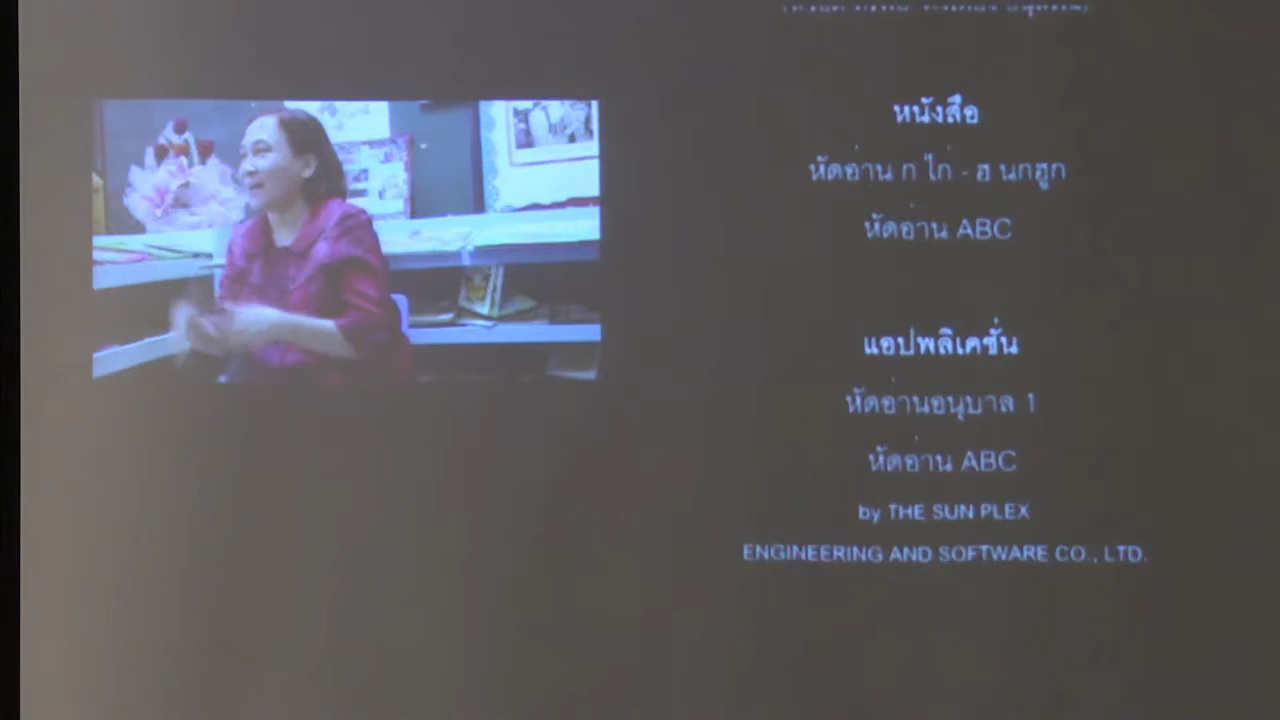 หนังสือ
หัดอ่าน ก ไก่ - ฮ นกฮูก
หัดอ่าน ABC
แอปพลิเคชั่น
หัดอ่านอนุบาล 1
หัดอ่าน ABC
by THE SUN PLEX
ENGINEERING AND SOFTWARE CO., LTD.